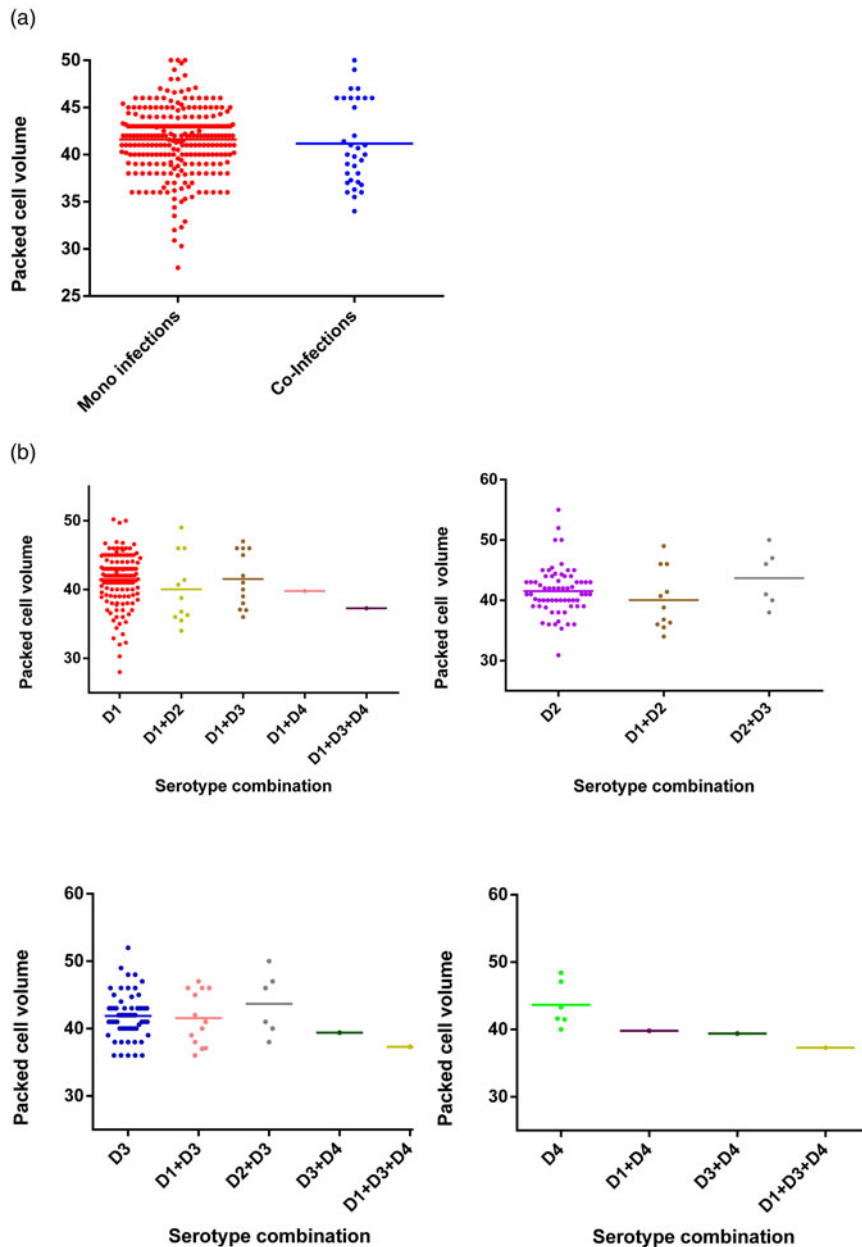 (a)
50
45
40
35
30
25
Packed cell volume
Mono infections
Co-Infections
(b)
50
40
30
Packed cell volume
D1
D1+D2
D1+D3
D1+D4
D1+D3+D4
Serotype combination
60
50
40
30
Packed cell volume
D2
D1+D2
D2+D3
Serotype combination
60
50
40
30
Packed cell volume
D3
D1+D3
D2+D3
D3+D4
D1+D3+D4
Serotype combination
60
50
40
30
Packed cell volume
D4
D1+D4
D3+D4
D1+D3+D4
Serotype combination